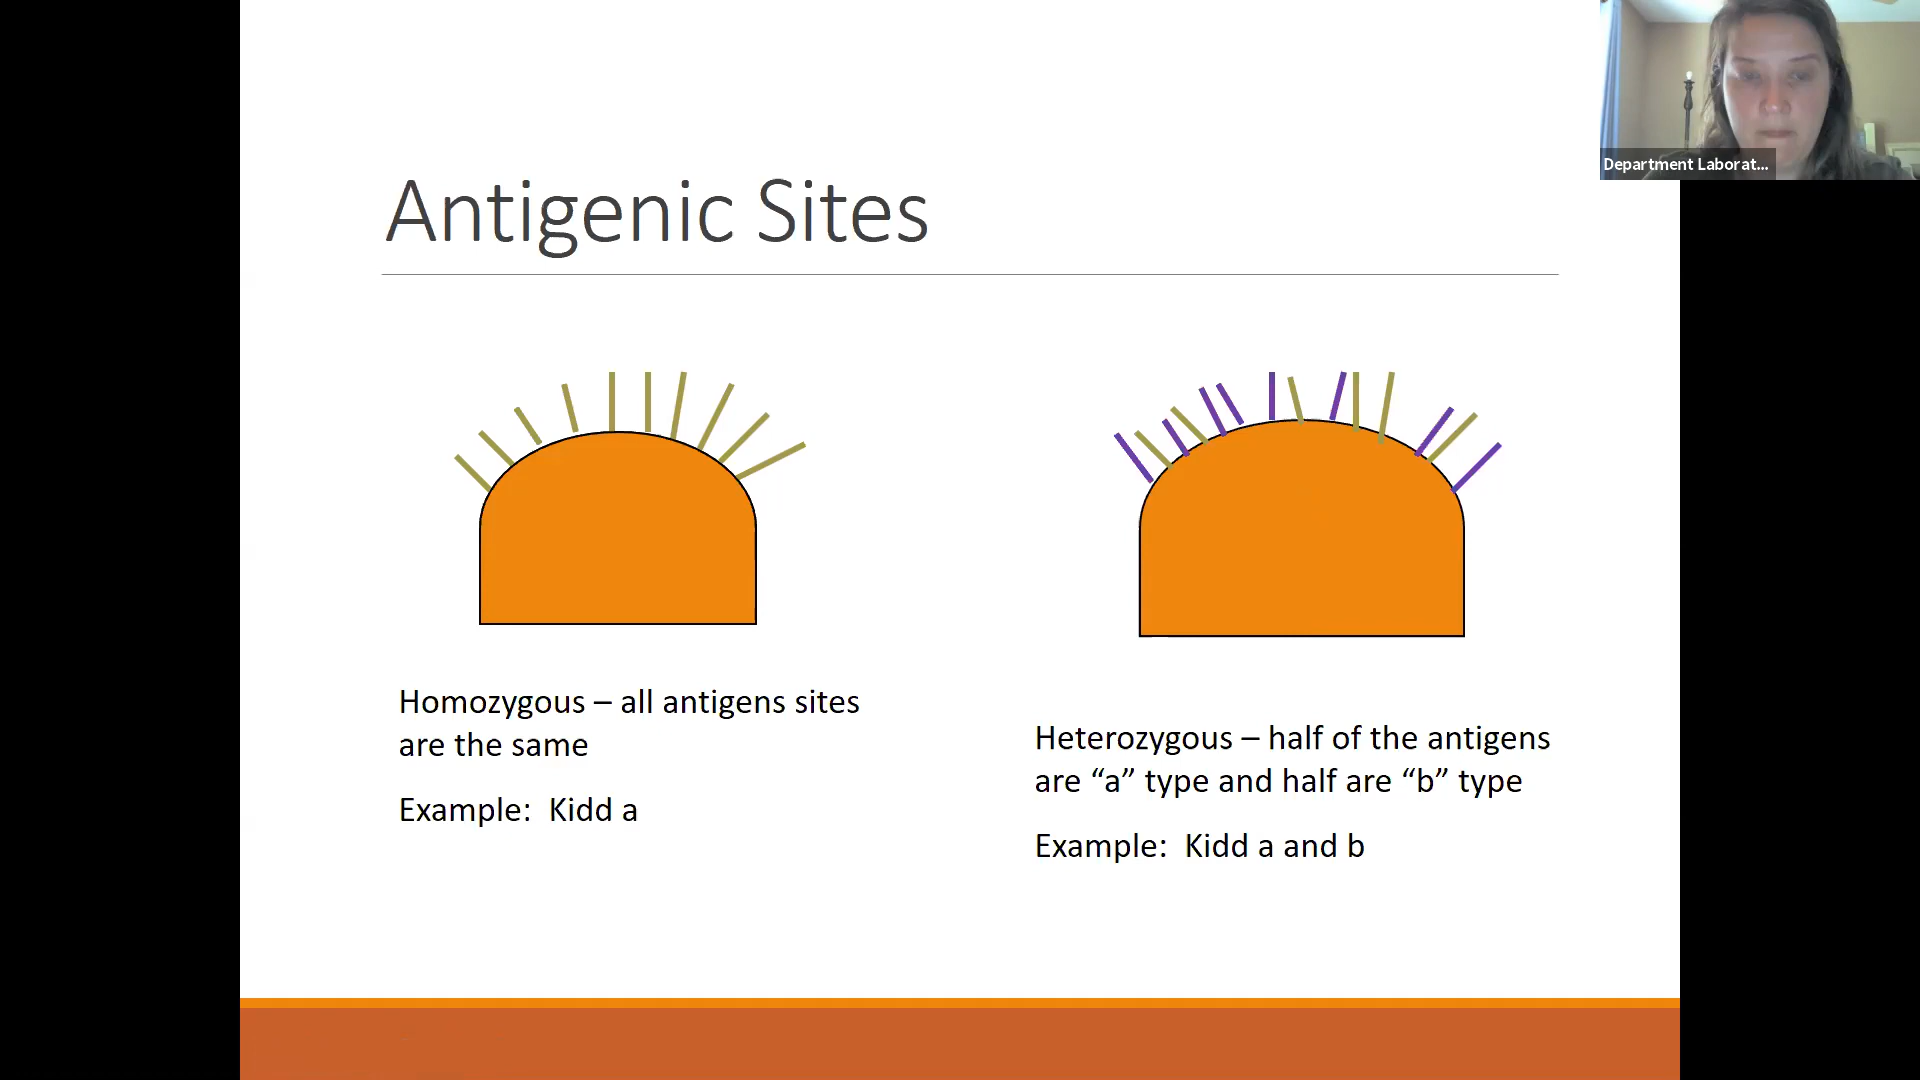 Department Laborat...
Antigenic Sites
Homozygous – all antigens sites
are the same
Example:  Kidd a
Heterozygous – half of the antigens
are “a” type and half are “b” type
Example:  Kidd a and b